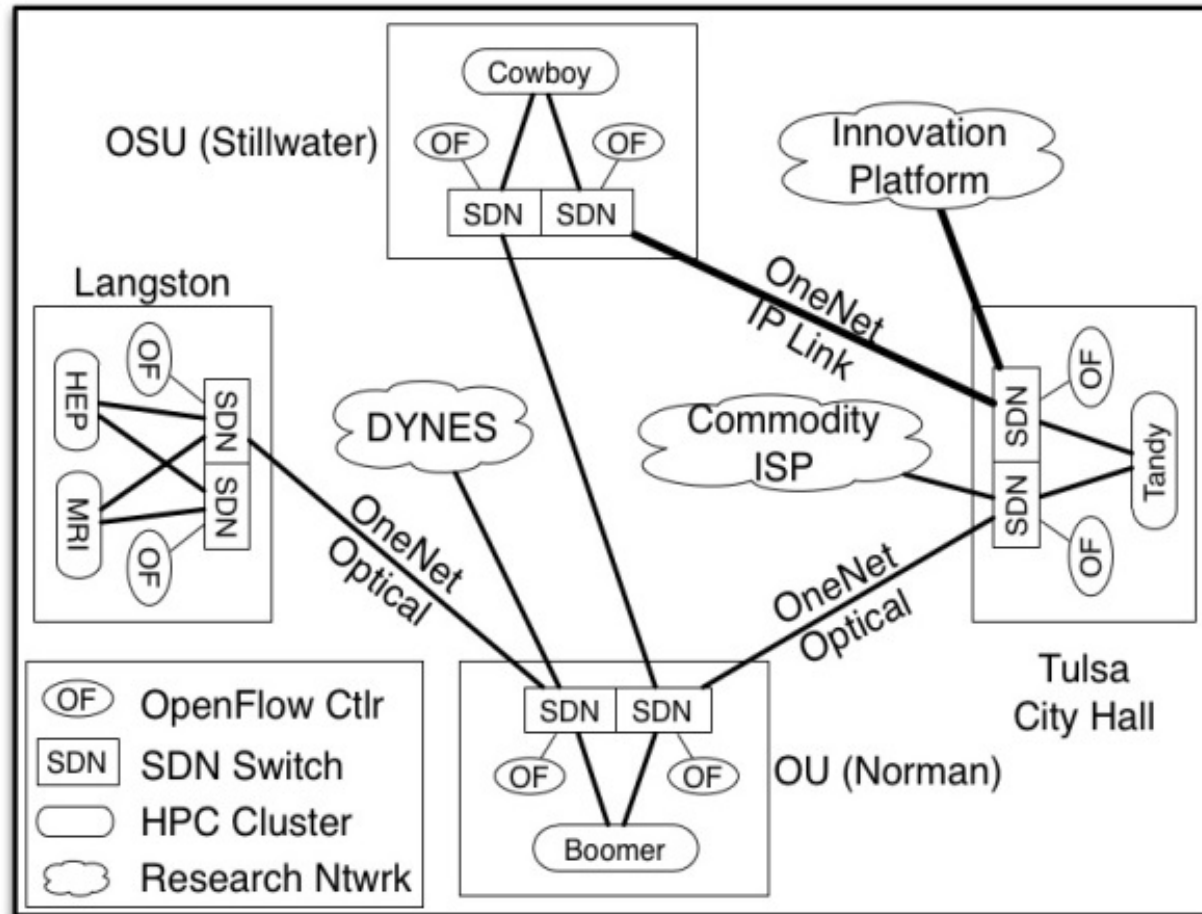 Cowboy
OF
OF
OSU (Stillwater)
SDN
SDN
Innovation
Platform
Langston
OF
HEP
SDN
MRI
SDN
OF
DYNES
OneNet
IP Link
Commodity
ISP
SDN
OF
Tandy
SDN
OF
OneNet
Optical
OneNet
Optical
Tulsa
City Hall
SDN
SDN
OF
OF
OU (Norman)
Boomer
OF OpenFlow Ctlr
SDN SDN Switch
HPC Cluster
Research Ntwrk